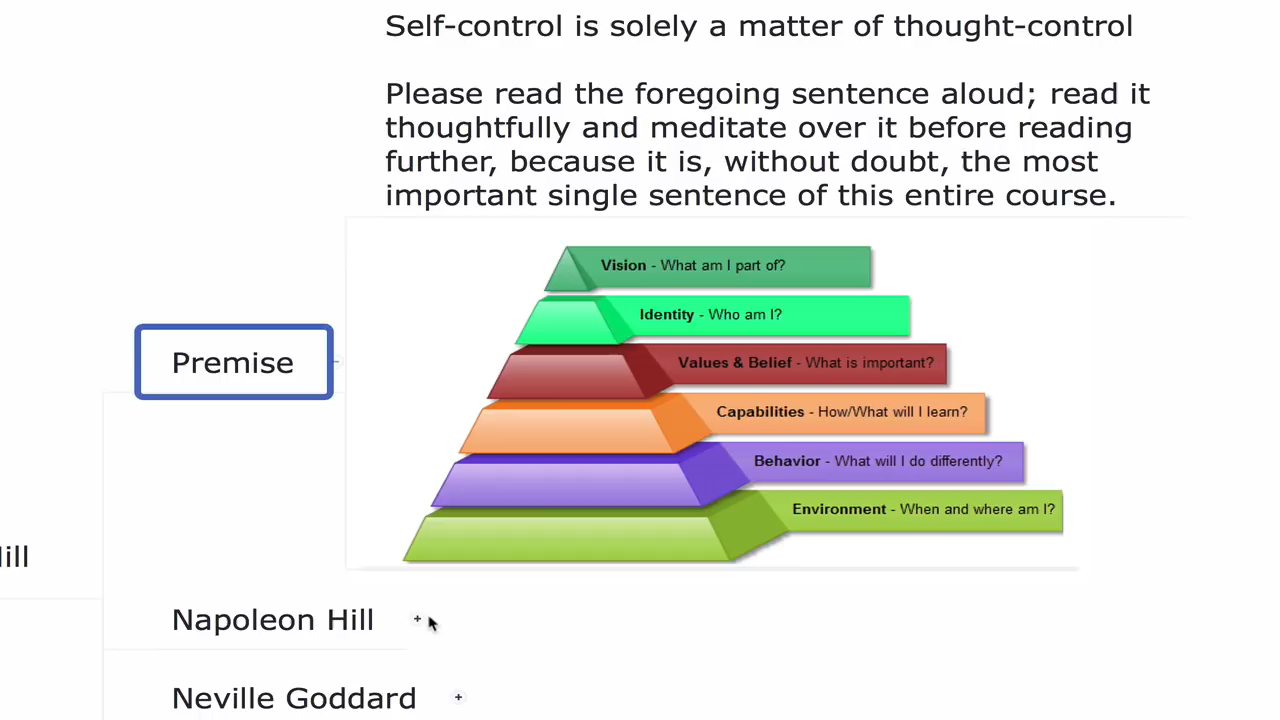 Self-control is solely a matter of thought-control
Please read the foregoing sentence aloud; read it
thoughtfully and meditate over it before reading
further, because it is, without doubt, the most
important single sentence of this entire course.
Vision - What am I part of?
Identity - Who am I?
Premise
Values & Belief - What is important?
Capabilities - How/What will I learn?
Behavior - What will I do differently?
Environment - When and where am I?
Napoleon Hill
Neville Goddard